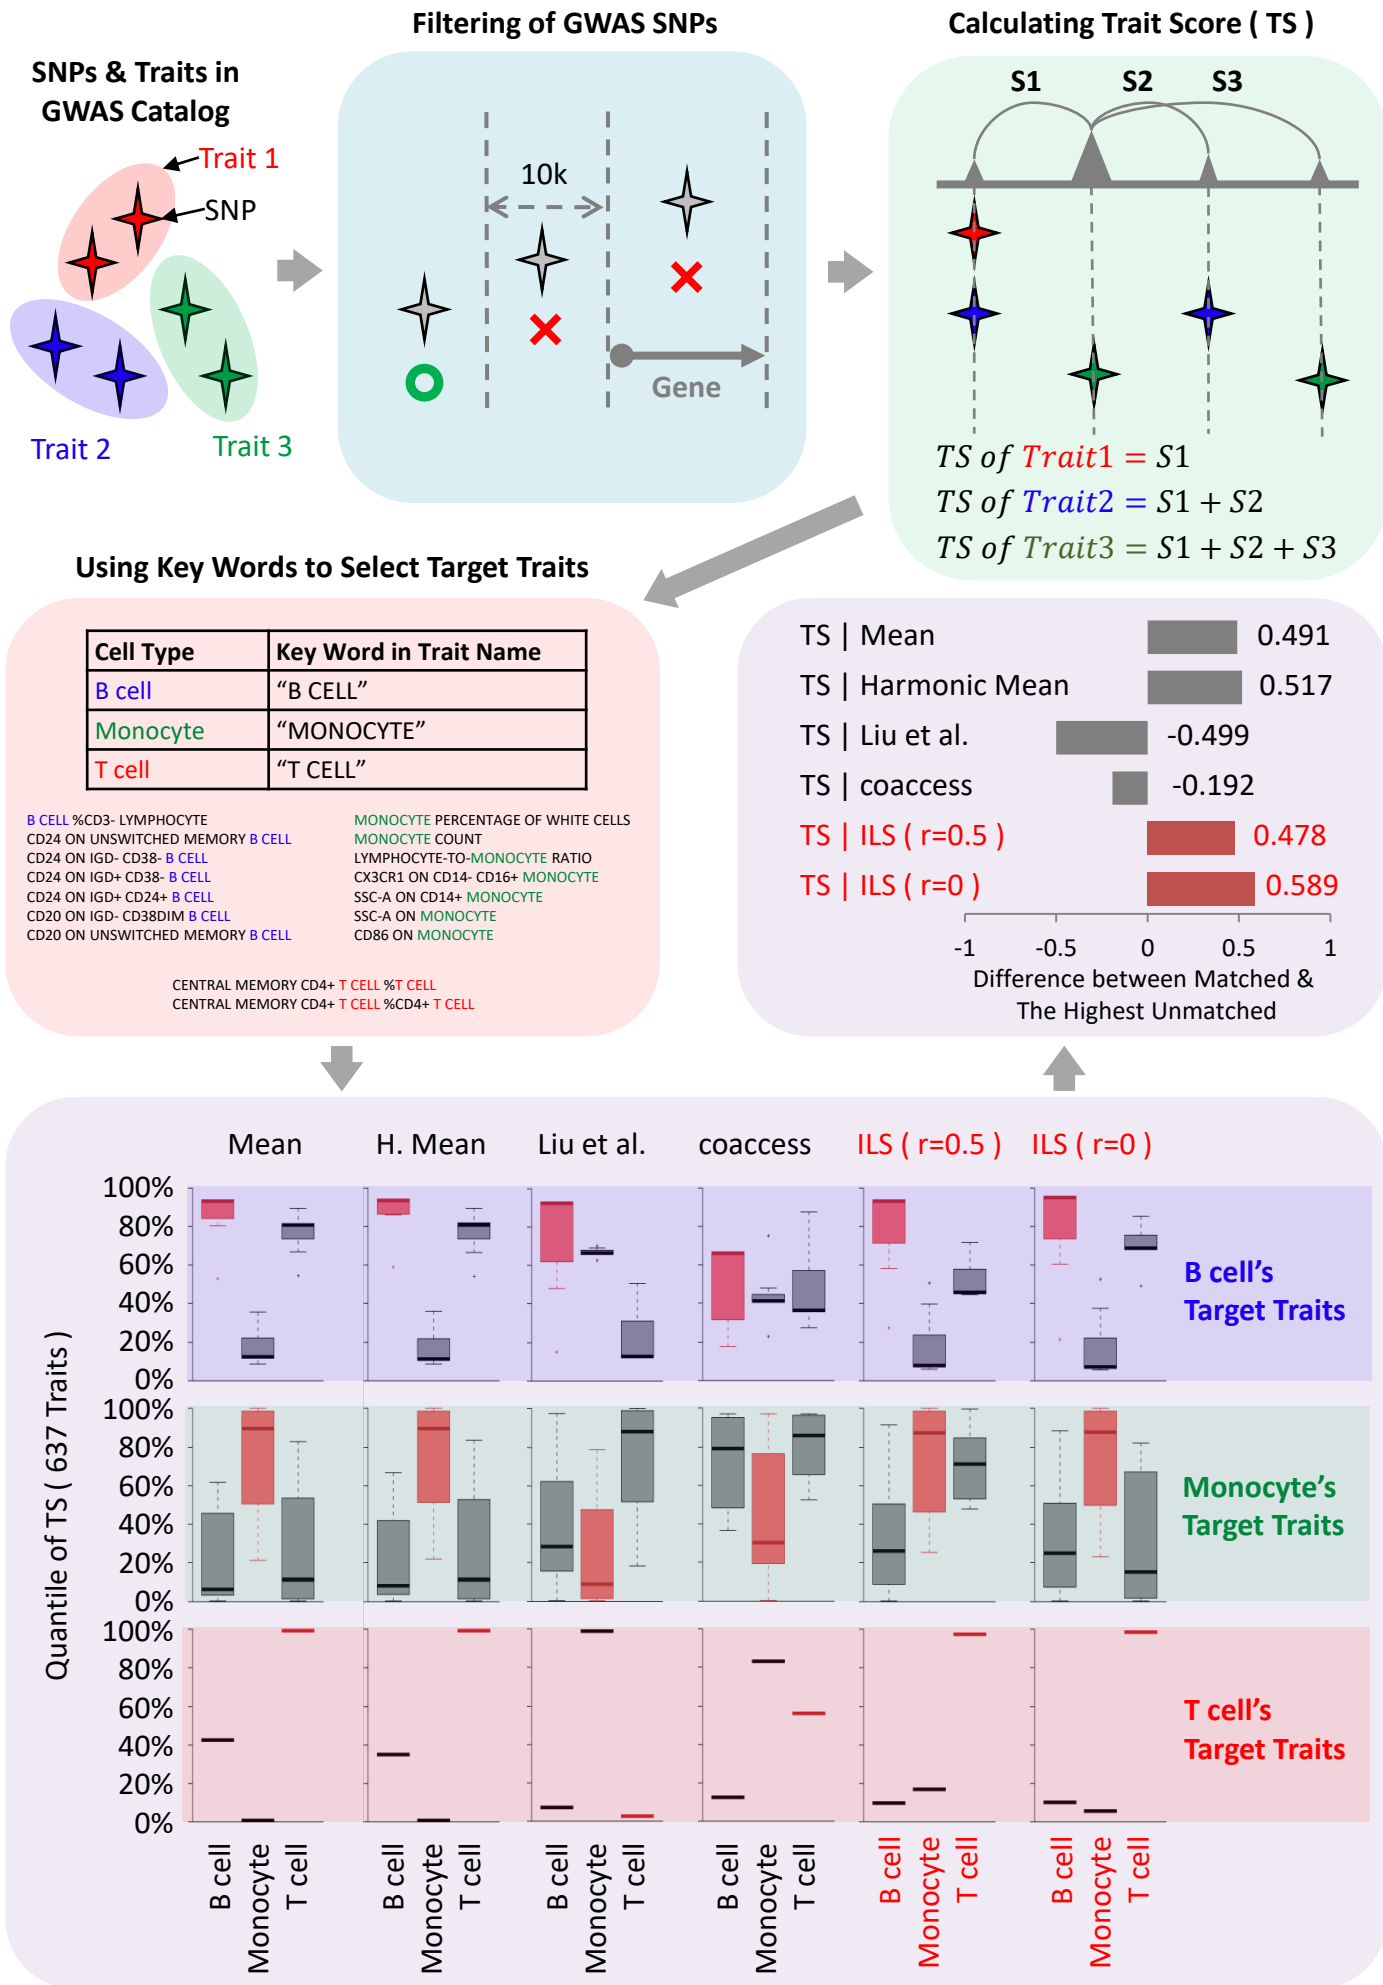 Filtering of GWAS SNPs
Calculating Trait Score ( TS )
SNPs & Traits in
GWAS Catalog
Trait 1
SNP
Trait 2
Trait 3
10k
Gene
S1 S2 S3
TS of Trait1 = S1
TS of Trait2 = S1 + S2
TS of Trait3 = S1 + S2 + S3
Using Key Words to Select Target Traits
Cell Type Key Word in Trait Name
B cell “B CELL”
Monocyte “MONOCYTE”
T cell “T CELL”
B CELL %CD3- LYMPHOCYTE
CD24 ON UNSWITCHED MEMORY B CELL
CD24 ON IGD- CD38- B CELL
CD24 ON IGD+ CD38- B CELL
CD24 ON IGD+ CD24+ B CELL
CD20 ON IGD- CD38DIM B CELL
CD20 ON UNSWITCHED MEMORY B CELL
MONOCYTE PERCENTAGE OF WHITE CELLS
MONOCYTE COUNT
LYMPHOCYTE-TO-MONOCYTE RATIO
CX3CR1 ON CD14- CD16+ MONOCYTE
SSC-A ON CD14+ MONOCYTE
SSC-A ON MONOCYTE
CD86 ON MONOCYTE
CENTRAL MEMORY CD4+ T CELL %T CELL
CENTRAL MEMORY CD4+ T CELL %CD4+ T CELL
TS | Mean 0.491
TS | Harmonic Mean 0.517
TS | Liu et al. -0.499
TS | coaccess -0.192
TS | ILS ( r=0.5 ) 0.478
TS | ILS ( r=0 ) 0.589
-1 -0.5 0 0.5 1
Difference between Matched &
The Highest Unmatched
Mean H. Mean Liu et al. coaccess ILS ( r=0.5 ) ILS ( r=0 )
Quantile of TS ( 637 Traits )
100%
80%
60%
40%
20%
0%
B cell’s
Target Traits
100%
80%
60%
40%
20%
0%
Monocyte’s
Target Traits
100%
80%
60%
40%
20%
0%
T cell’s
Target Traits
B cell Monocyte T cell B cell Monocyte T cell B cell Monocyte T cell B cell Monocyte T cell B cell Monocyte T cell B cell Monocyte T cell